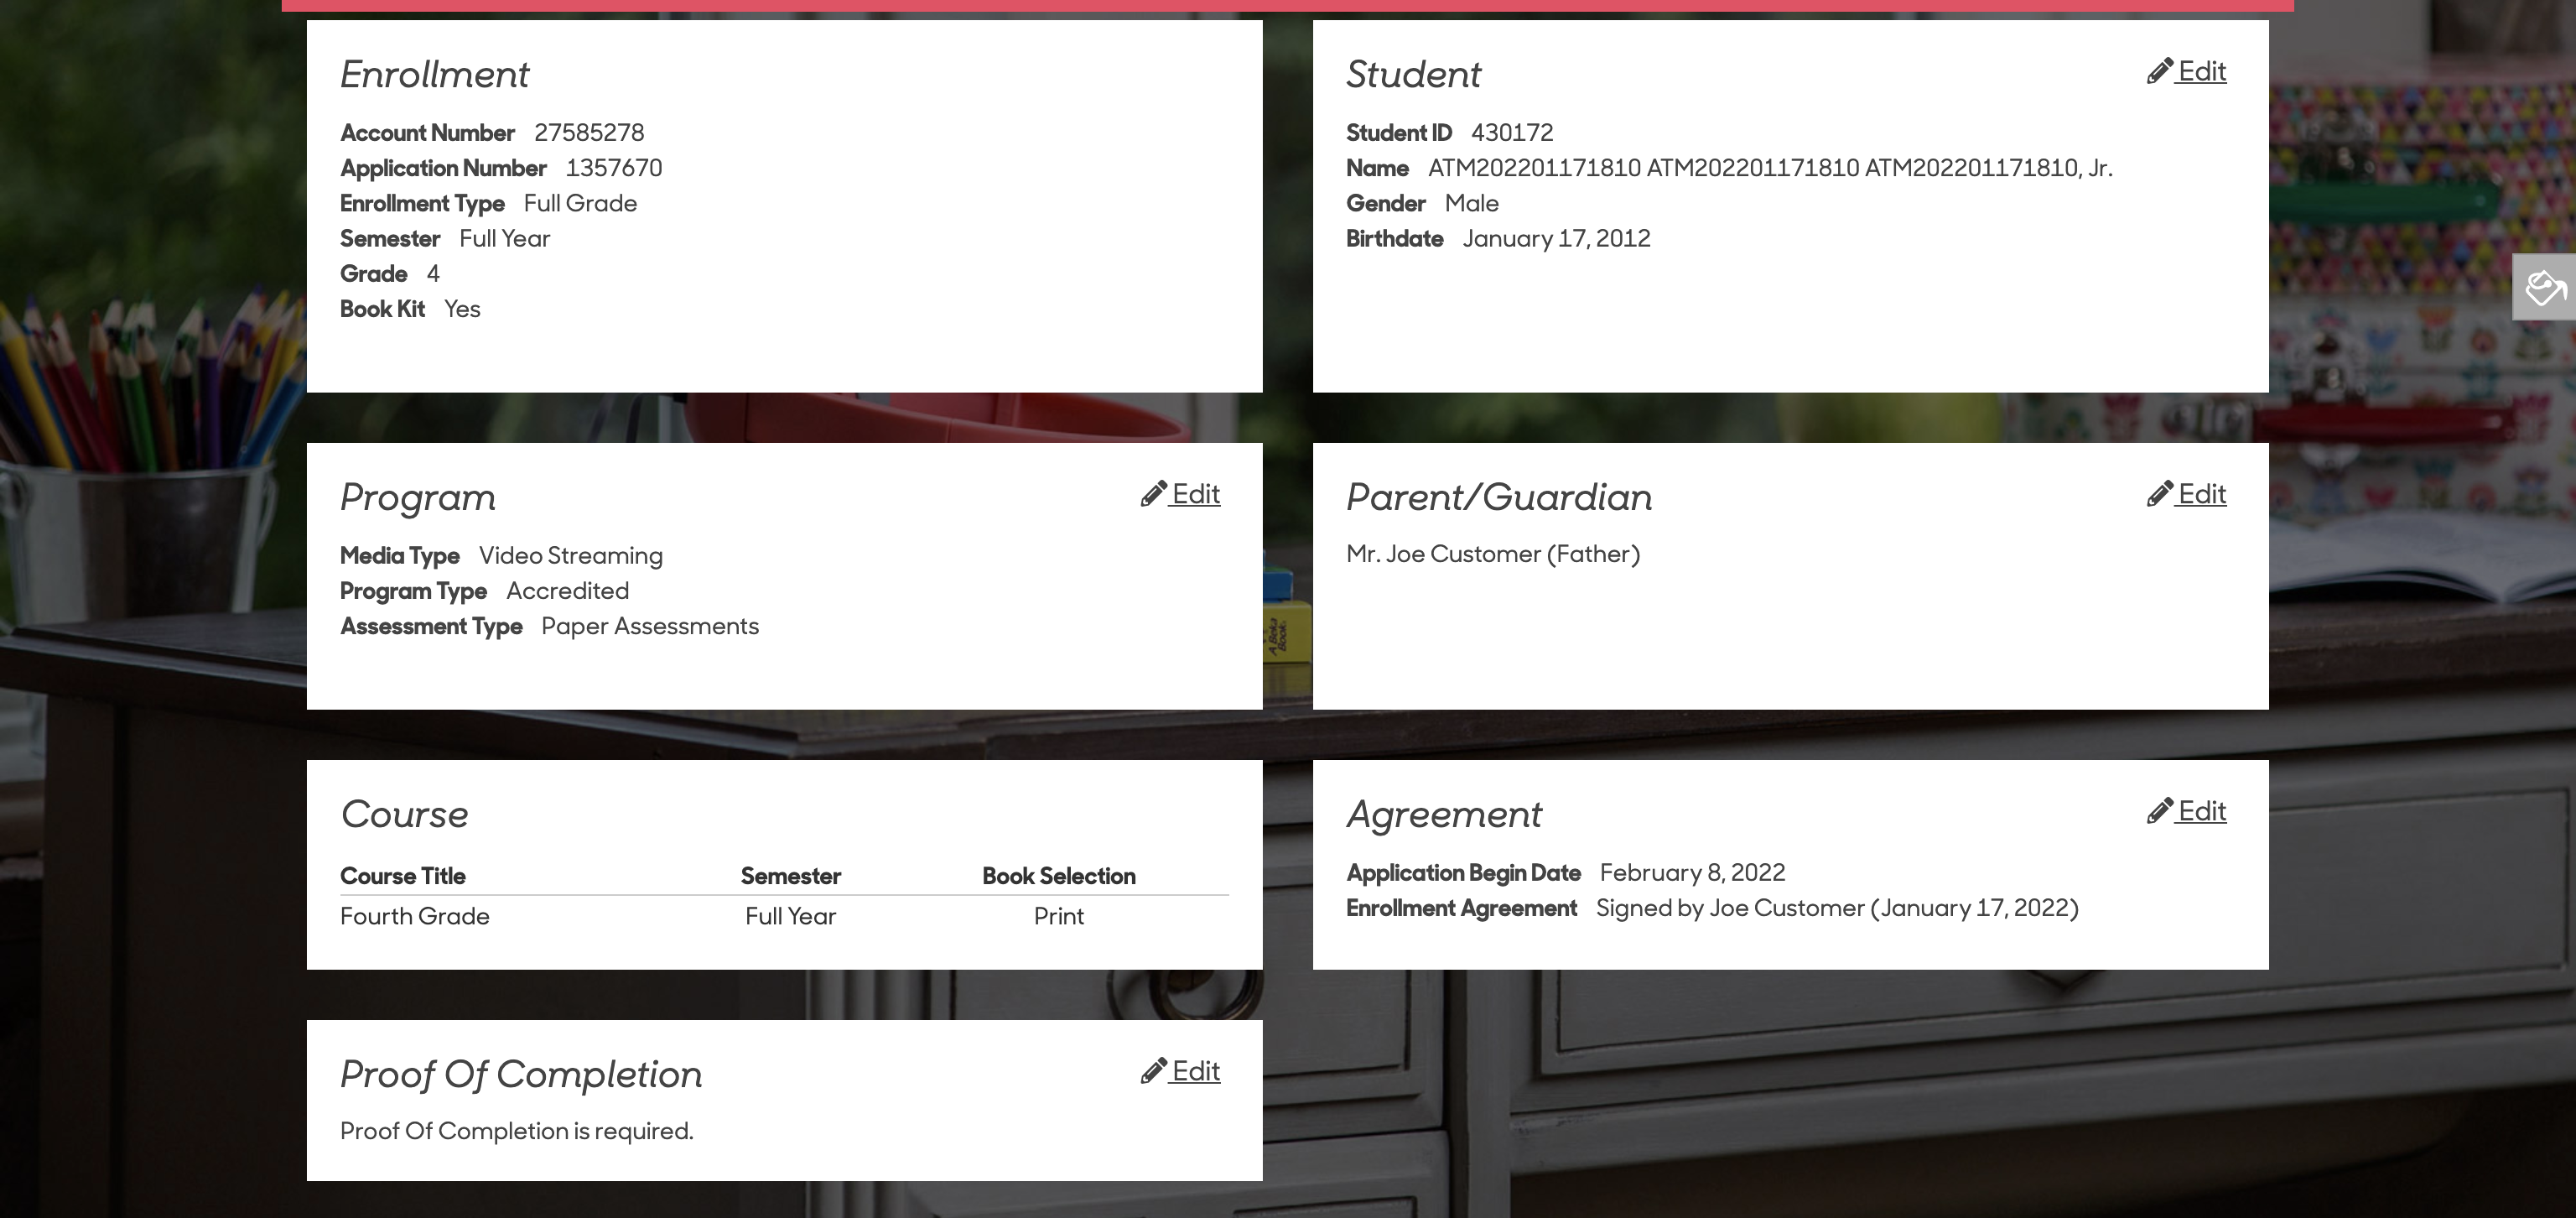 Enrollment
Account Number 27585278
Application Number 1357670
Enrollment Type Full Grade
Semester Full Year
Grade 4
Book Kit Yes
Student
Edit
Student ID 430172
Name ATM202201171810 ATM202201171810 ATM202201171810, Jr.
Gender Male
Birthdate January 17, 2012
Program
Edit
Media Type Video Streaming
Program Type Accredited
Assessment Type Paper Assessments
Parent/Guardian
Edit
Mr. Joe Customer (Father)
A Beka
Book.
Course
Course Title Semester Book Selection
Fourth Grade Full Year Print
Agreement
Edit
Application Begin Date February 8, 2022
Enrollment Agreement Signed by Joe Customer (January 17, 2022)
Proof Of Completion
Edit
Proof Of Completion is required.